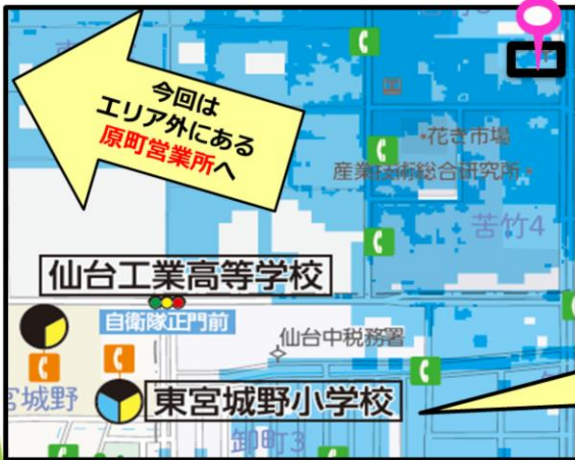 今回は
エリア外にある
原町営業所へ
花き市場
産業技術総合研究所
苦竹4
仙台工業高等学校
自衛隊正門前
仙台中税務署
宮城野
東宮城野小学校
卸町3